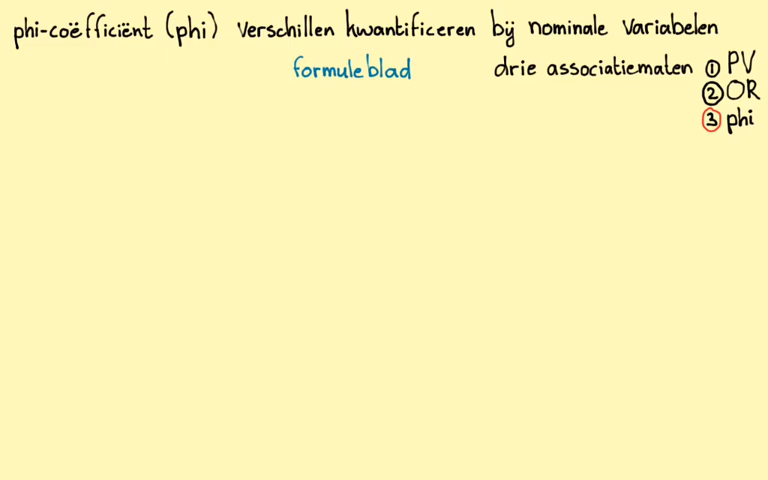 phi-coëfficiënt (phi) verschillen kwantificeren bij nominale variabelen
formuleblad drie associatiematen ① PV
② OR
③ phi